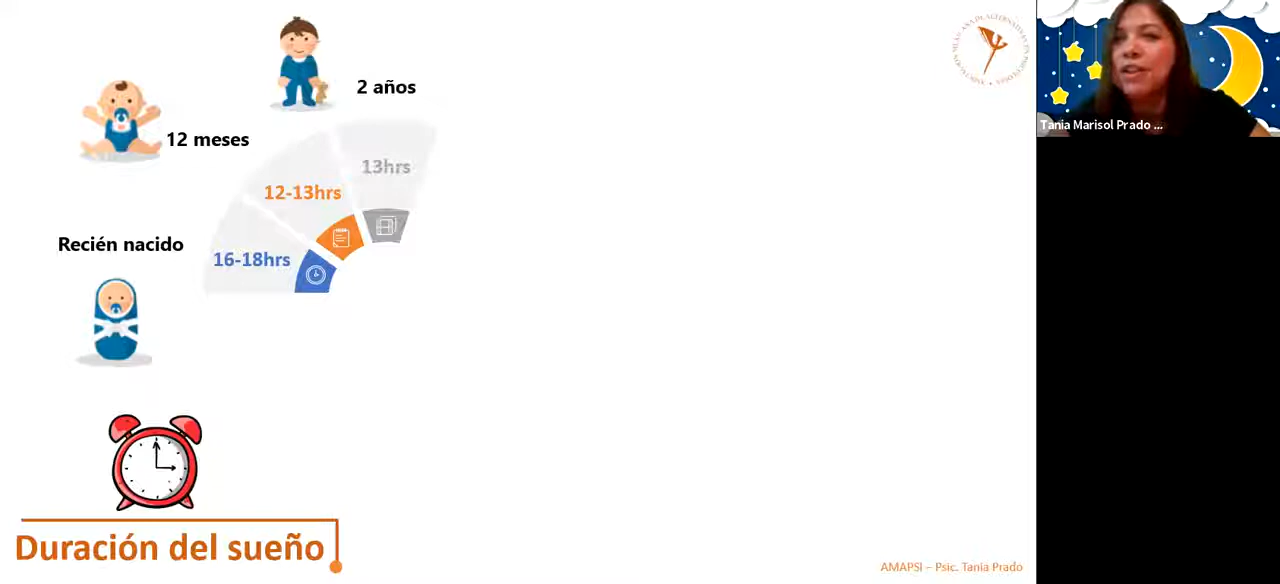 2 años
12 meses
13hrs
12-13hrs
Recién nacido
16-18hrs
Duración del sueño
AMAPSI – Psic. Tania Prado
Tania Marisol Prado ...